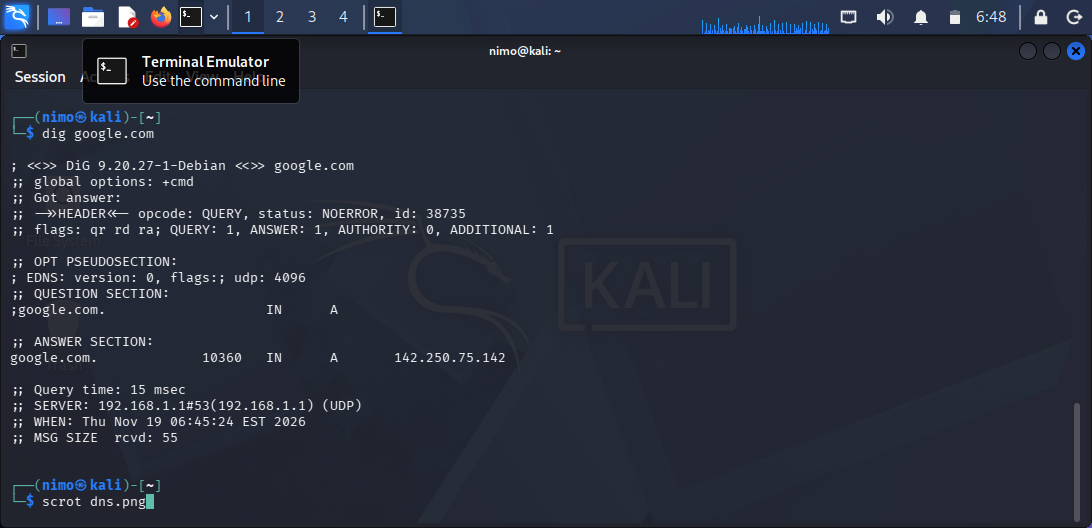 1 2 3 4 6:48
nimo@kali: ~
Session
Terminal Emulator
Use the command line
┌──(nimo㉿kali)-[~]
└─$ dig google.com
; <<>> DiG 9.20.27-1-Debian <<>> google.com
;; global options: +cmd
;; Got answer:
;; ->>HEADER<<- opcode: QUERY, status: NOERROR, id: 38735
;; flags: qr rd ra; QUERY: 1, ANSWER: 1, AUTHORITY: 0, ADDITIONAL: 1
File System
;; OPT PSEUDOSECTION:
; EDNS: version: 0, flags:; udp: 4096
;; QUESTION SECTION:
;google.com. IN A
KALI
;; ANSWER SECTION:
google.com. 10360 IN A 142.250.75.142
Trash
;; Query time: 15 msec
;; SERVER: 192.168.1.1#53(192.168.1.1) (UDP)
;; WHEN: Thu Nov 19 06:45:24 EST 2026
;; MSG SIZE rcvd: 55
┌──(nimo㉿kali)-[~]
└─$ scrot dns.png